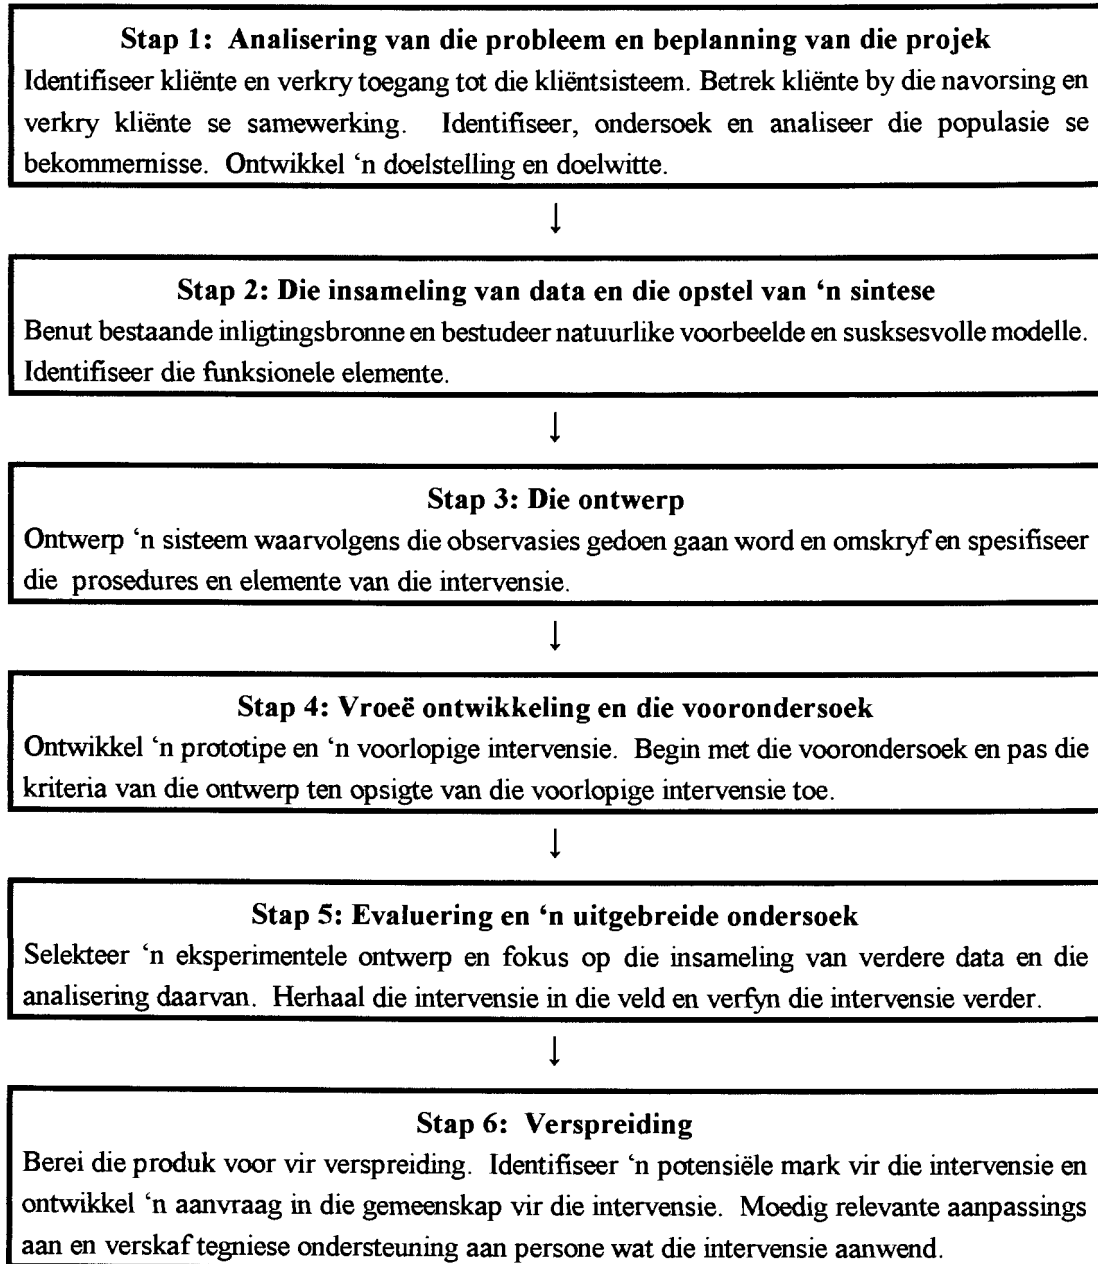 Stap 1: Analisering van die probleem en beplanning van die projek
Identifiseer kliënte en verkry toegang tot die kliëntsisteem. Betrek kliënte by die navorsing en
verkry kliënte se samewerking. Identifiseer, ondersoek en analiseer die populasie se
bekommernisse. Ontwikkel ‘n doelstelling en doelwitte.
↓
Stap 2: Die insameling van data en die opstel van ‘n sintese
Benut bestaande inligtingsbronne en bestudeer natuurlike voorbeelde en susksesvolle modelle.
Identifiseer die funksionele elemente.
↓
Stap 3: Die ontwerp
Ontwerp ‘n sisteem waarvolgens die observasies gedoen gaan word en omskryf en spesifiseer
die prosedures en elemente van die intervensie.
↓
Stap 4: Vroeë ontwikkeling en die voorondersoek
Ontwikkel ‘n prototipe en ‘n voorlopige intervensie. Begin met die voorondersoek en pas die
kriteria van die ontwerp ten opsigte van die voorlopige intervensie toe.
↓
Stap 5: Evaluering en ‘n uitgebreide ondersoek
Selekteer ‘n eksperimentele ontwerp en fokus op die insameling van verdere data en die
analisering daarvan. Herhaal die intervensie in die veld en verfyn die intervensie verder.
↓
Stap 6: Verspreiding
Berei die produk voor vir verspreiding. Identifiseer ‘n potensiële mark vir die intervensie en
ontwikkel ‘n aanvraag in die gemeenskap vir die intervensie. Moedig relevante aanpassings
aan en verskaf tegniese ondersteuning aan persone wat die intervensie aanwend.